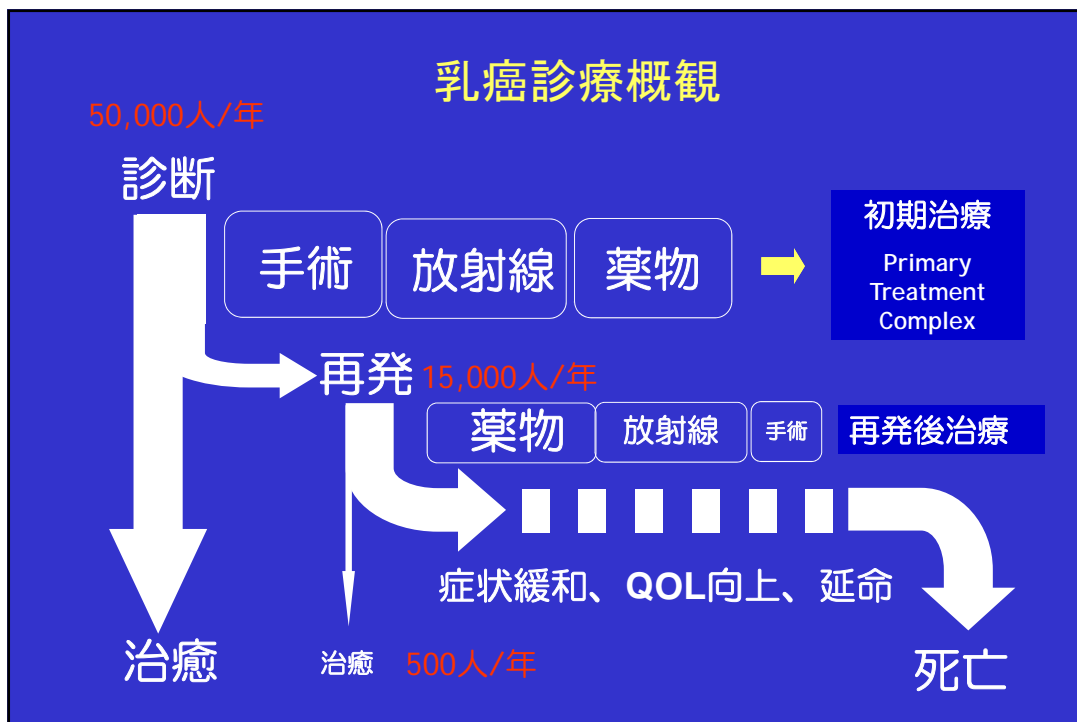 乳癌診療概観
50,000人/年
診断
手術
放射線
薬物
初期治療
Primary
Treatment
Complex
再発
15,000人/年
薬物
放射線
手術
再発後治療
症状緩和、QOL向上、延命
治癒
治癒
500人/年
死亡